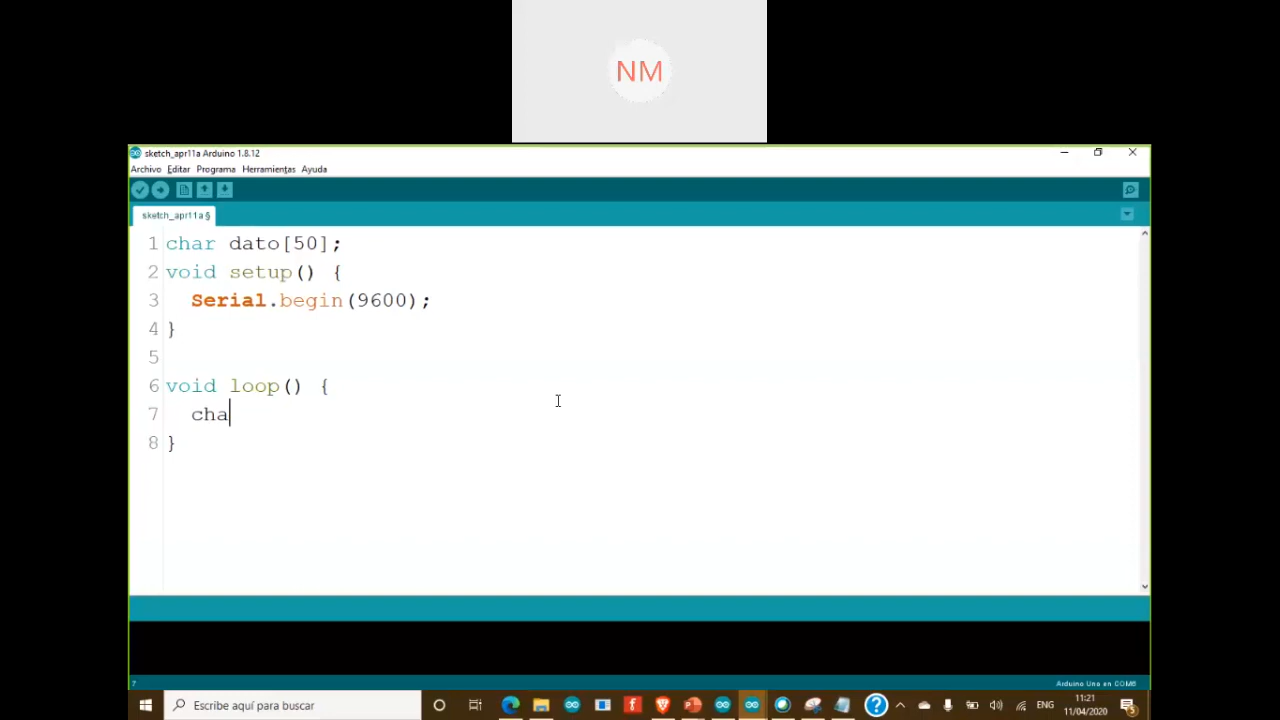 NM
sketch_apr11a Arduino 1.8.12
Archivo Editar Programa Herramientas Ayuda
sketch_apr11a §
1 char dato[50];
2 void setup() {
3 Serial.begin(9600);
4 }
5
6 void loop() {
7 cha
8 }
7
Arduino Uno en COM6
Escribe aquí para buscar
ENG
11:21
11/04/2020